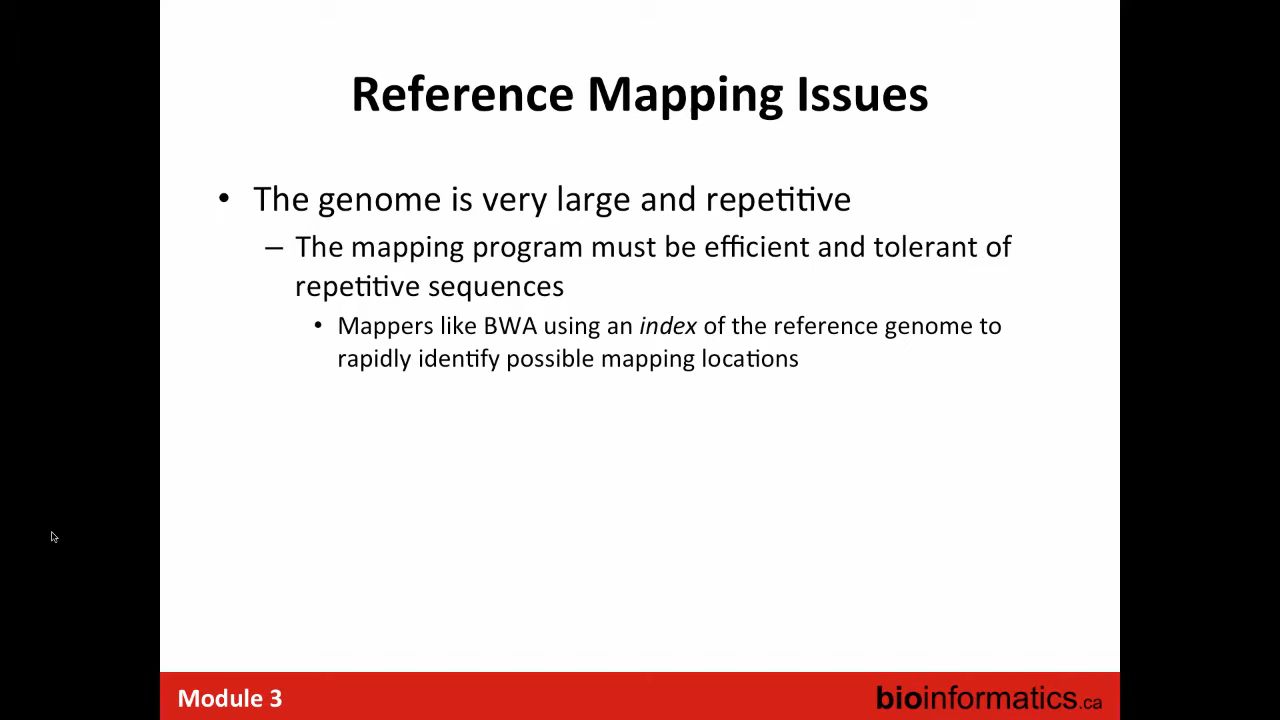 Reference Mapping Issues
• The genome is very large and repetitive
– The mapping program must be efficient and tolerant of
repetitive sequences
• Mappers like BWA using an index of the reference genome to
rapidly identify possible mapping locations
Module 3
bioinformatics.ca